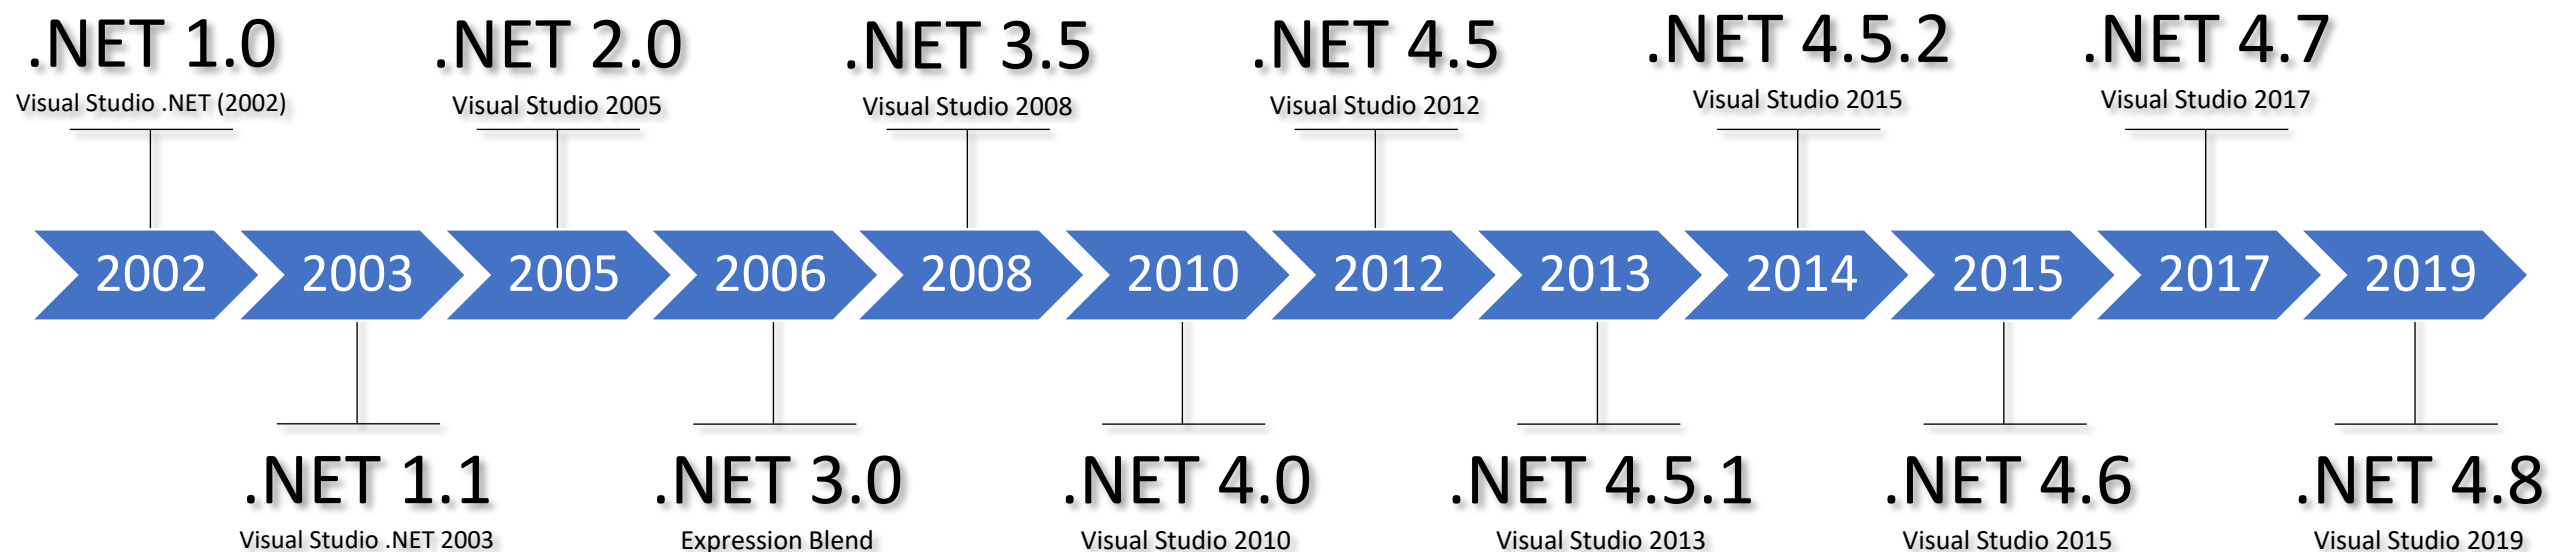 .NET 1.0
Visual Studio .NET (2002)
.NET 2.0
Visual Studio 2005
.NET 3.5
Visual Studio 2008
.NET 4.5
Visual Studio 2012
.NET 4.5.2
Visual Studio 2015
.NET 4.7
Visual Studio 2017
2002
2003
2005
2006
2008
2010
2012
2013
2014
2015
2017
2019
.NET 1.1
Visual Studio .NET 2003
.NET 3.0
Expression Blend
.NET 4.0
Visual Studio 2010
.NET 4.5.1
Visual Studio 2013
.NET 4.6
Visual Studio 2015
.NET 4.8
Visual Studio 2019